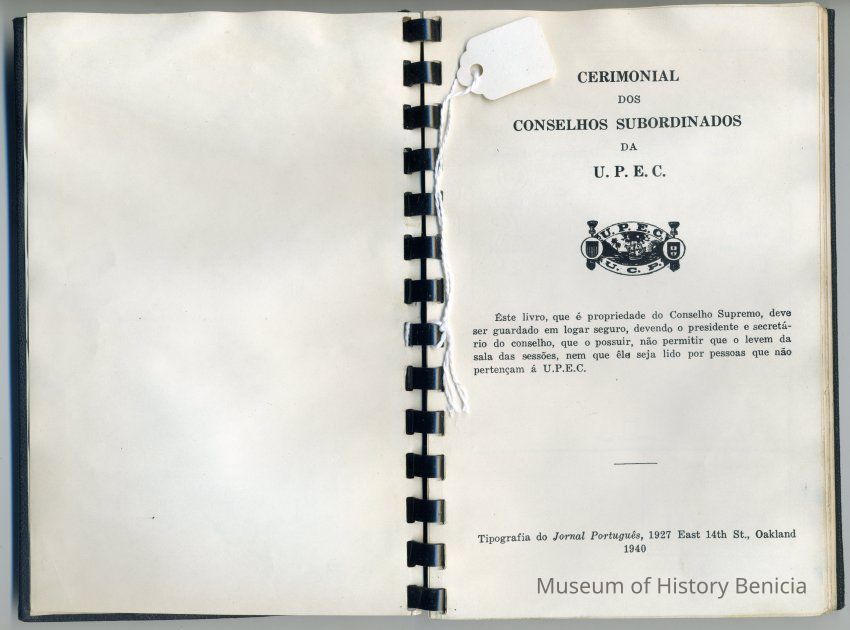 CERIMONIAL
DOS
CONSELHOS SUBORDINADOS
DA
U. P. E. C.
U. P. E. C.
U. C. P.
Êste livro, que é propriedade do Conselho Supremo, deve
ser guardado em logar seguro, devendo o presidente e secretá-
rio do conselho, que o possuir, não permitir que o levem da
sala das sessões, nem que êle seja lido por pessoas que não
pertençam á U.P.E.C.
Tipografia do Jornal Português, 1927 East 14th St., Oakland
1940
Museum of History Benicia